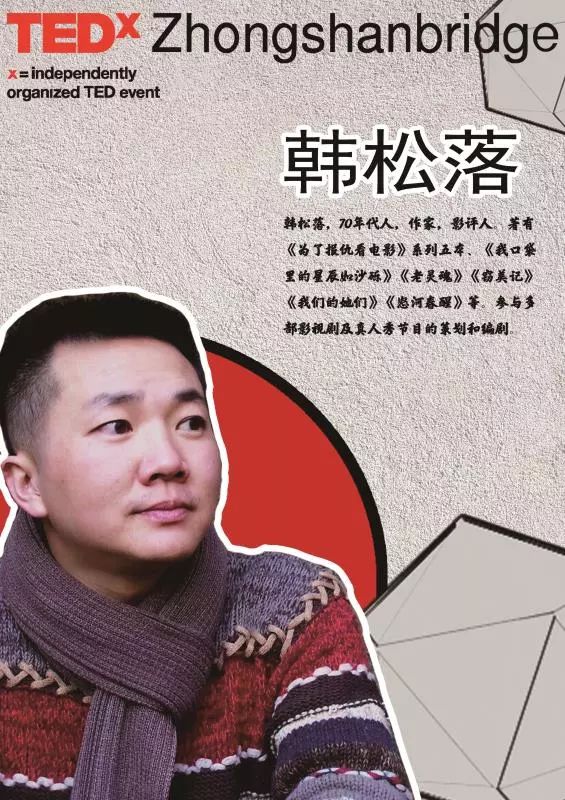 TEDx Zhongshanbridge
x=independently
organized TED event
韩松落
韩松落，70年代人，作家，影评人。著有
《为了报仇看电影》系列五本、《我口袋
里的星辰如沙砾》《老灵魂》《窃美记》
《我们的她们》《怒河春醒》等。参与多
部影视剧及真人秀节目的策划和编剧